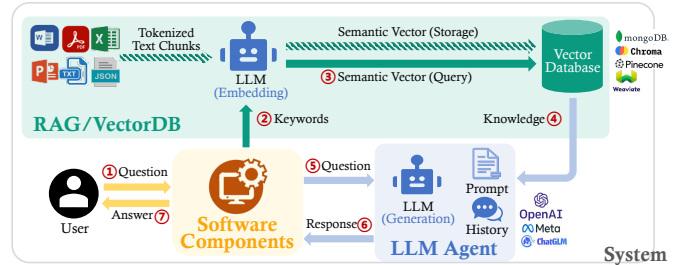 W
PDF
X
P
TXT
JSON
Tokenized
Text Chunks
LLM
(Embedding)
Semantic Vector (Storage)
③ Semantic Vector (Query)
Vector
Database
mongoDB
Chroma
Pinecone
Weaviate
RAG/VectorDB
② Keywords
Knowledge ④
① Question
Answer ⑦
User
Software
Components
⑤ Question
Response ⑥
LLM
(Generation)
Prompt
History
LLM Agent
OpenAI
Meta
ChatGLM
System